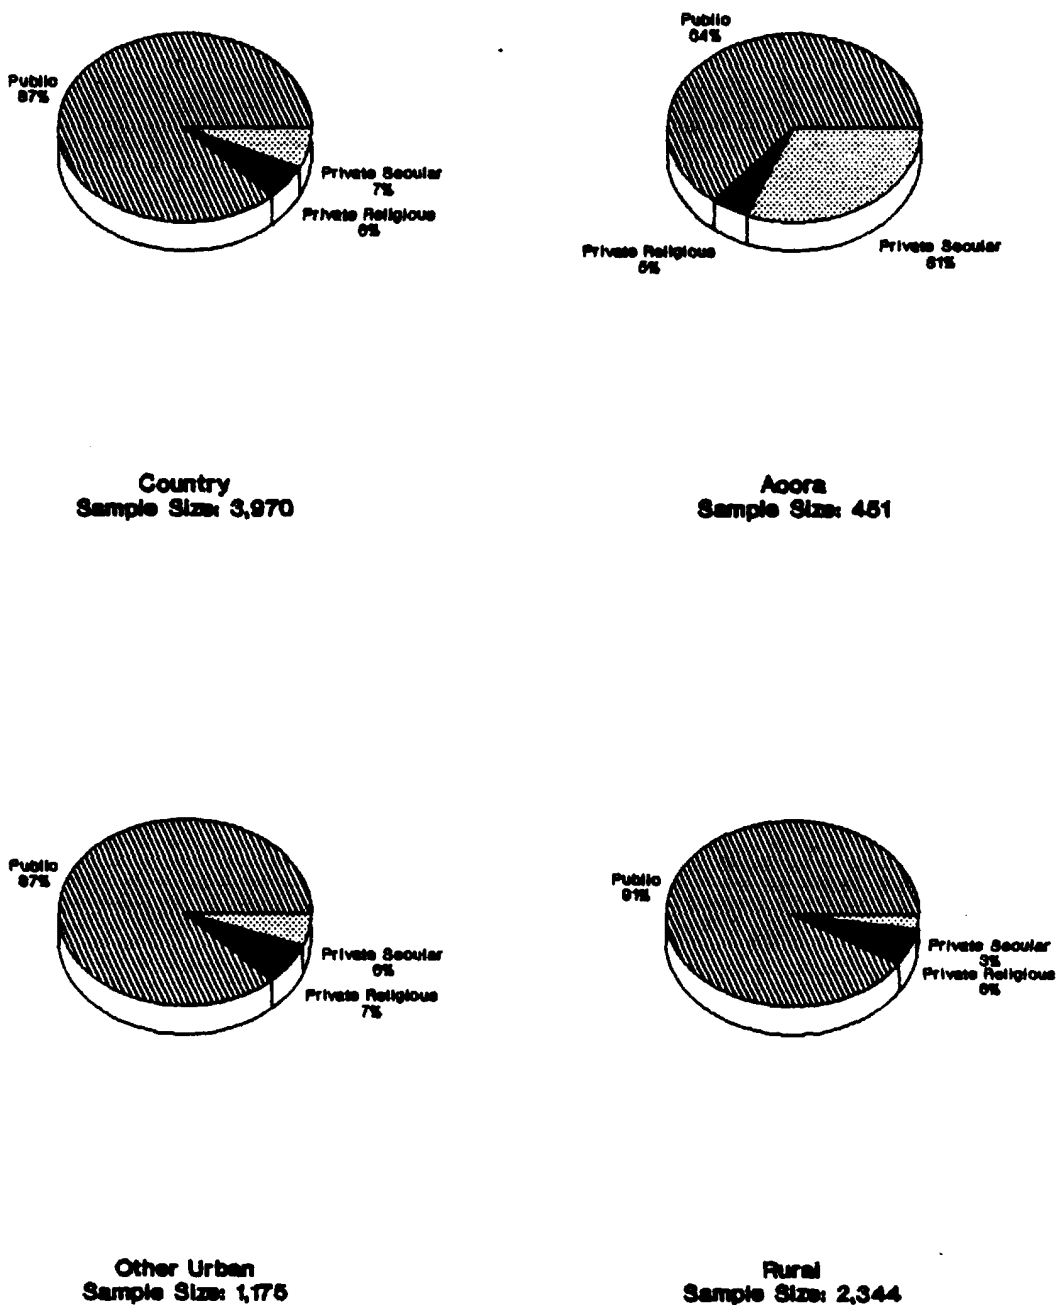 Public
87%
Private Secular
7%
Private Religious
6%
Country
Sample Size: 3,970
Public
64%
Private Religious
5%
Private Secular
31%
Accra
Sample Size: 451
Public
87%
Private Secular
6%
Private Religious
7%
Other Urban
Sample Size: 1,175
Public
91%
Private Secular
3%
Private Religious
6%
Rural
Sample Size: 2,344